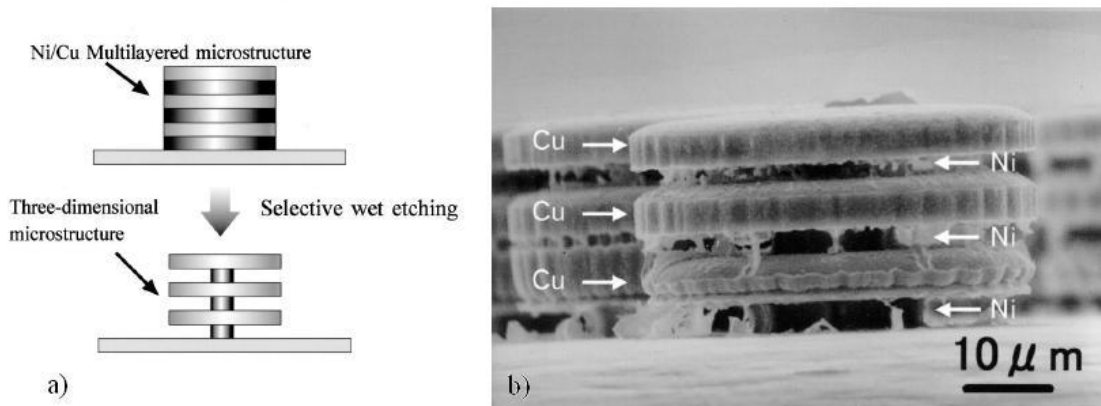 Ni/Cu Multilayered microstructure
Three-dimensional
microstructure
Selective wet etching
a)
Cu
Ni
Cu
Ni
Cu
Ni
10 μ m
b)